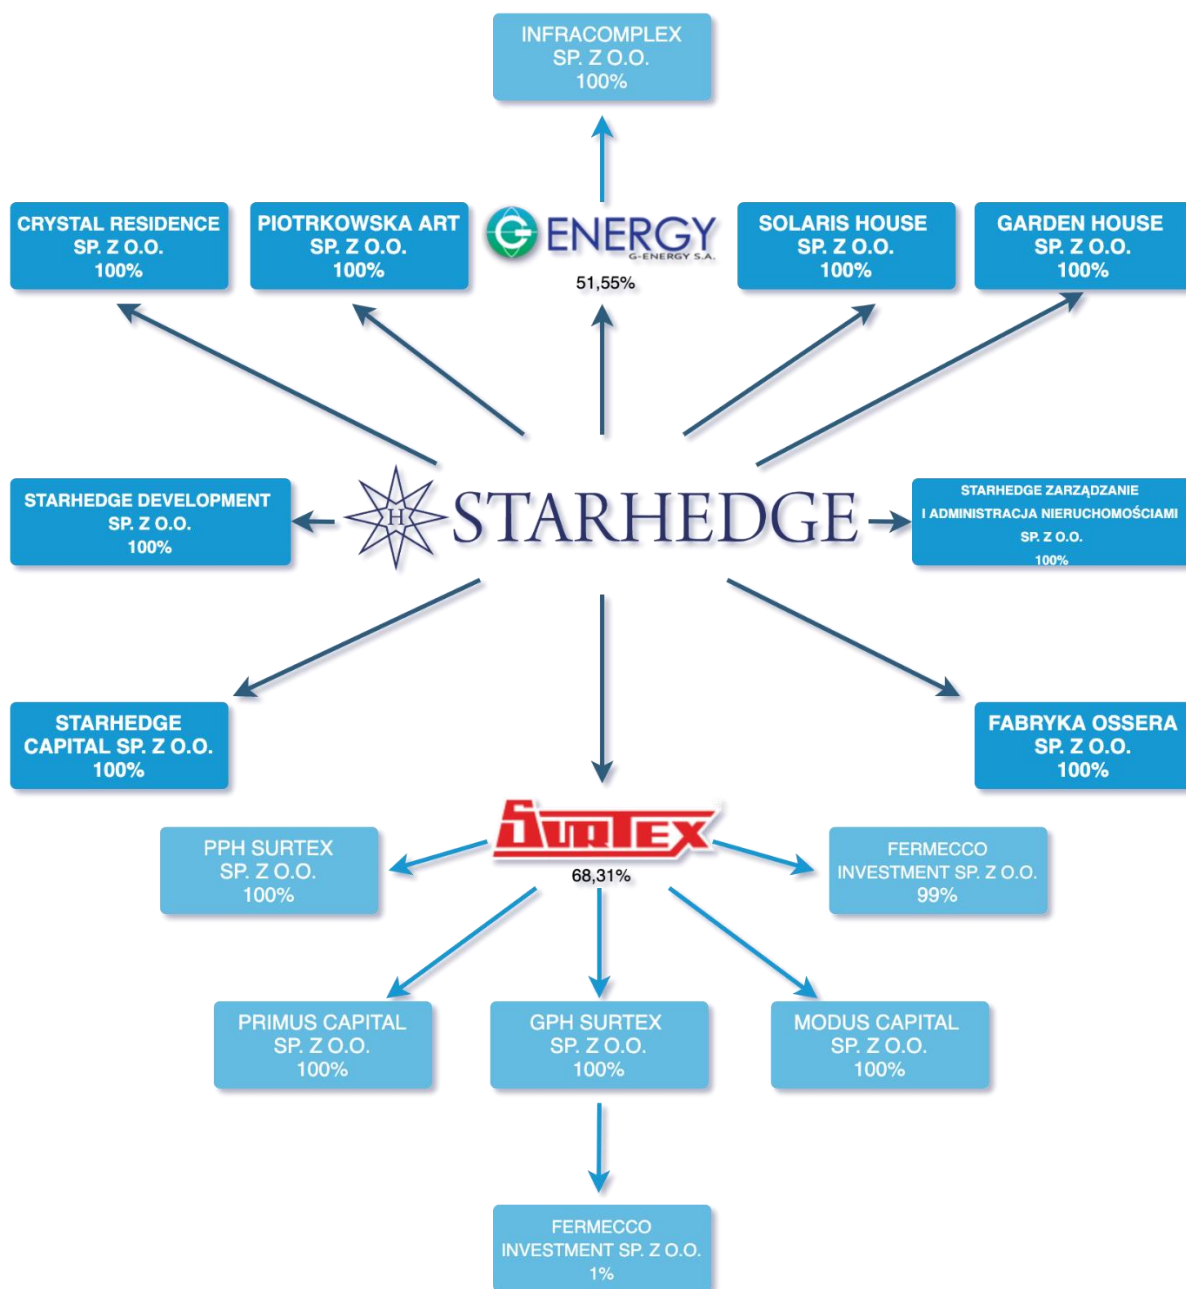 INFRACOMPLEX
SP. Z O.O.
100%
CRYSTAL RESIDENCE
SP. Z O.O.
100%
PIOTRKOWSKA ART
SP. Z O.O.
100%
G ENERGY
G-ENERGY S.A.
51,55%
SOLARIS HOUSE
SP. Z O.O.
100%
GARDEN HOUSE
SP. Z O.O.
100%
STARHEDGE DEVELOPMENT
SP. Z O.O.
100%
H STARHEDGE
STARHEDGE ZARZĄDZANIE
I ADMINISTRACJA NIERUCHOMOŚCIAMI
SP. Z O.O.
100%
STARHEDGE
CAPITAL SP. Z O.O.
100%
FABRYKA OSSERA
SP. Z O.O.
100%
SURTEX
68,31%
PPH SURTEX
SP. Z O.O.
100%
FERMECCO
INVESTMENT SP. Z O.O.
99%
PRIMUS CAPITAL
SP. Z O.O.
100%
GPH SURTEX
SP. Z O.O.
100%
MODUS CAPITAL
SP. Z O.O.
100%
FERMECCO
INVESTMENT SP. Z O.O.
1%